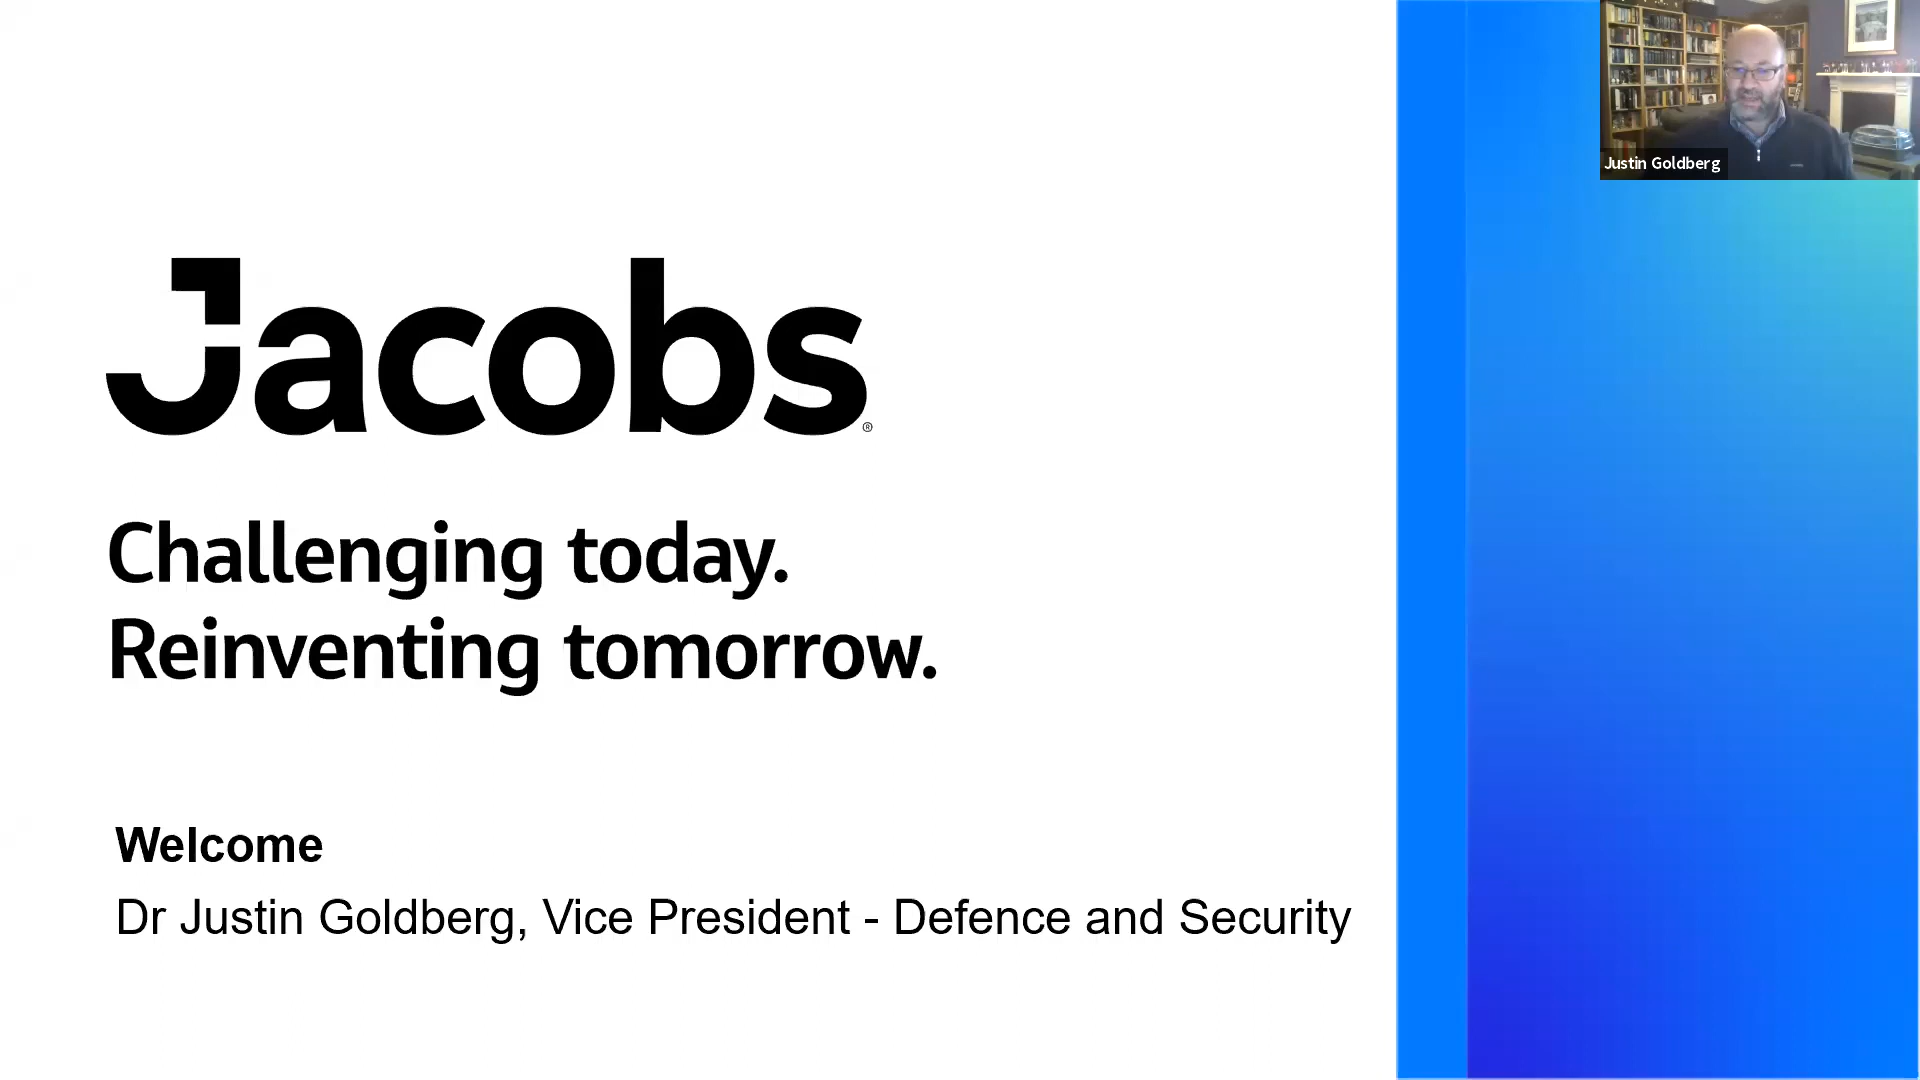 Justin Goldberg
Jacobs®
Challenging today.
Reinventing tomorrow.
Welcome
Dr Justin Goldberg, Vice President - Defence and Security